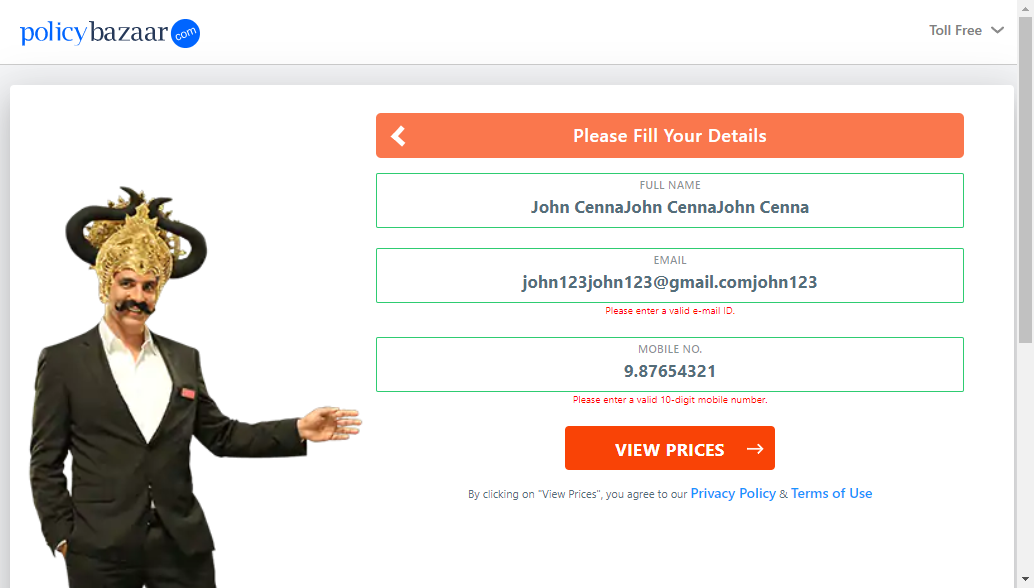 policybazaar com
Toll Free
Please Fill Your Details
FULL NAME
John CennaJohn CennaJohn Cenna
EMAIL
john123john123@gmail.comjohn123
Please enter a valid e-mail ID.
MOBILE NO.
9.87654321
Please enter a valid 10-digit mobile number.
VIEW PRICES →
By clicking on "View Prices", you agree to our Privacy Policy & Terms of Use